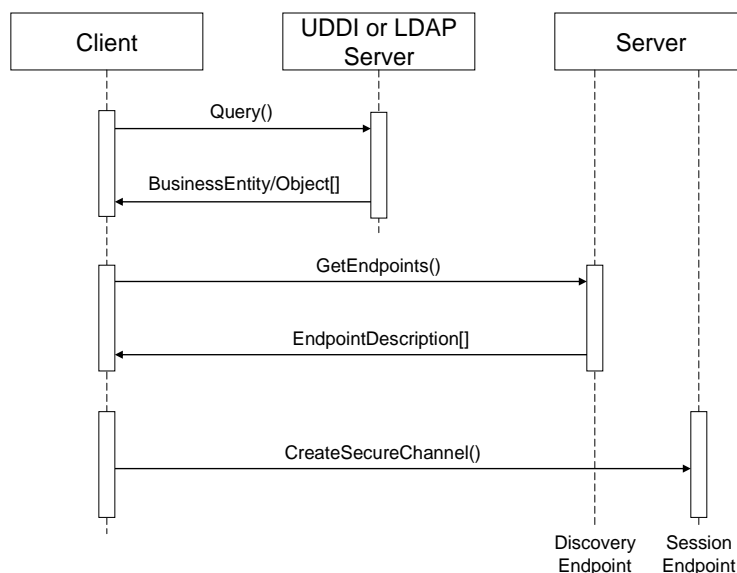 Client
UDDI or LDAP
Server
Server
Query()
BusinessEntity/Object[]
GetEndpoints()
EndpointDescription[]
CreateSecureChannel()
Discovery
Endpoint
Session
Endpoint